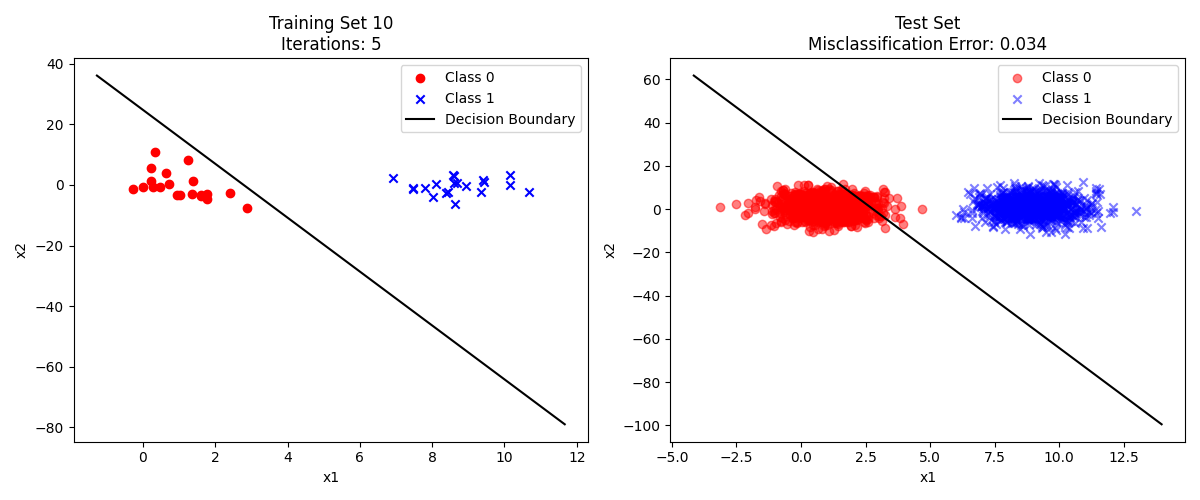 Training Set 10
Iterations: 5
Class 0
Class 1
Decision Boundary
40
20
0
−20
−40
−60
−80
x2
0
2
4
6
8
10
12
x1
Test Set
Misclassification Error: 0.034
Class 0
Class 1
Decision Boundary
60
40
20
0
−20
−40
−60
−80
−100
x2
−5.0
−2.5
0.0
2.5
5.0
7.5
10.0
12.5
x1